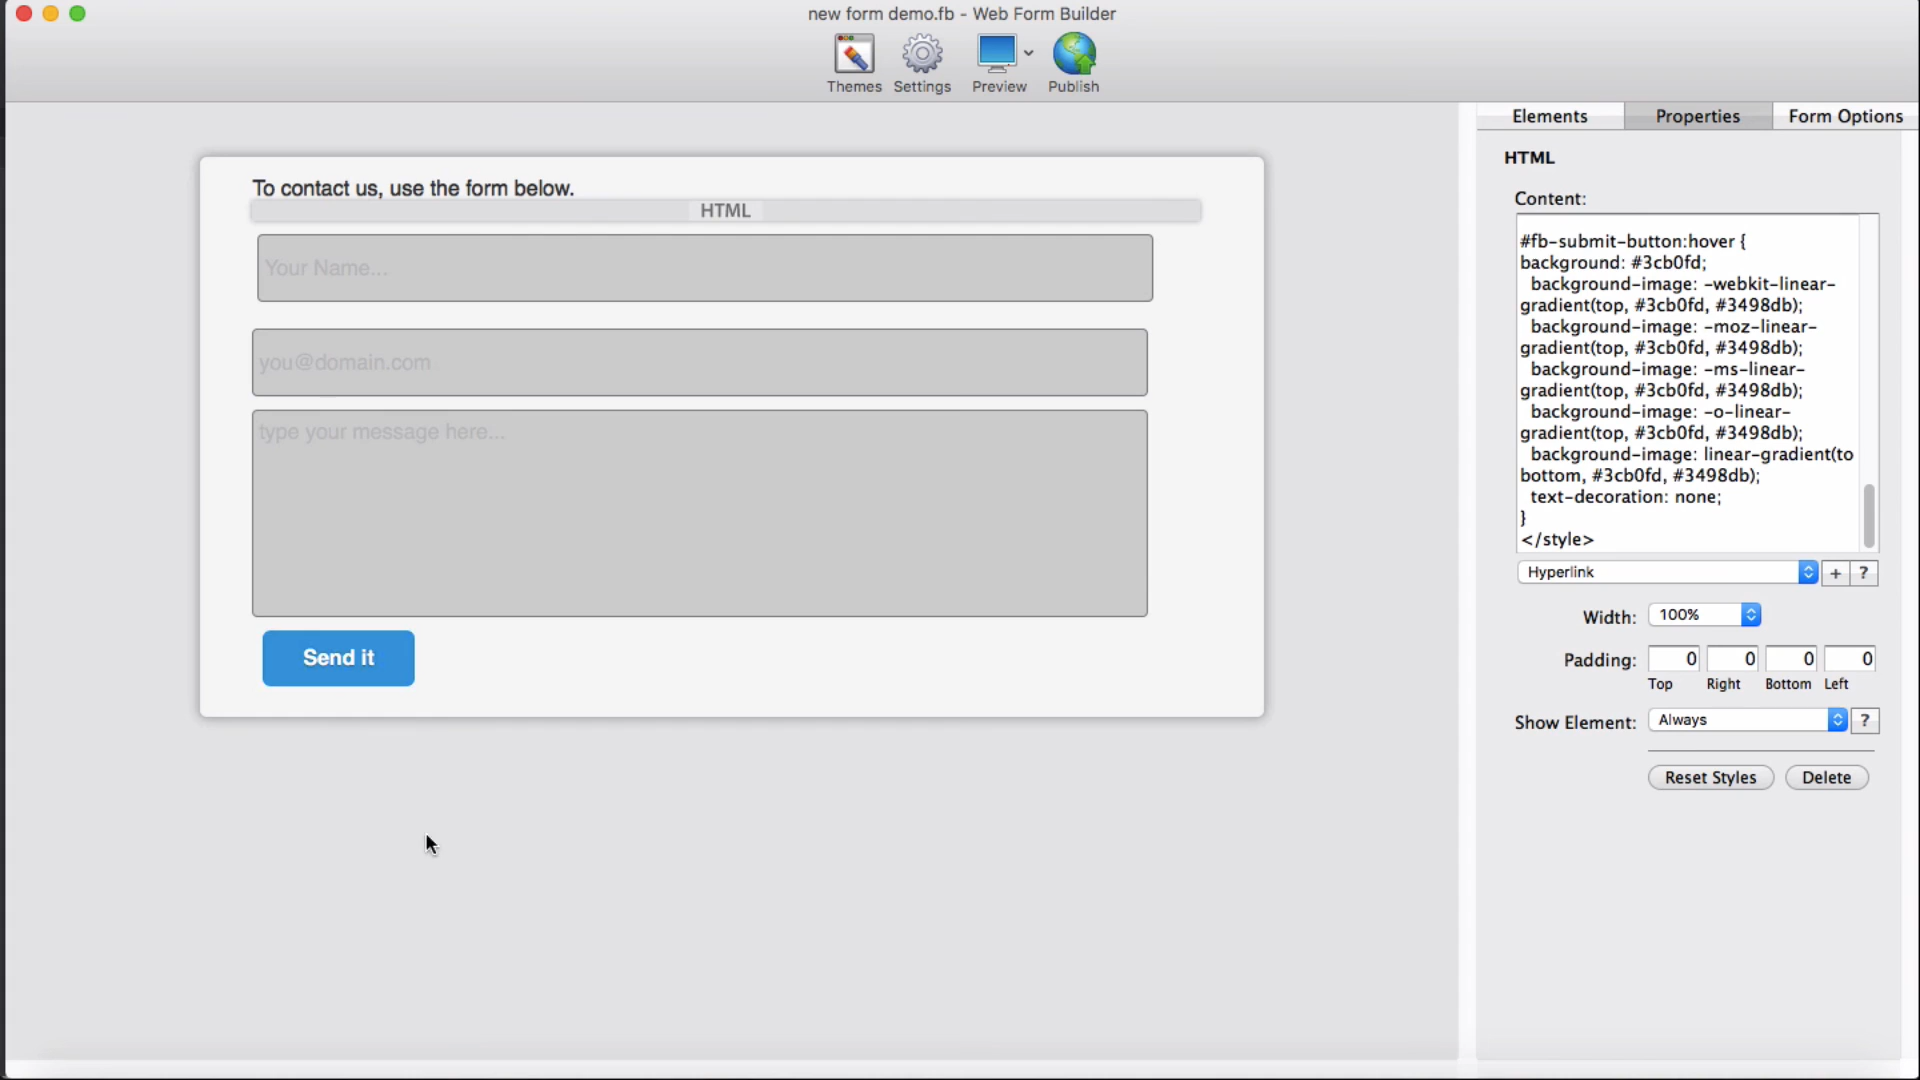 new form demo.fb - Web Form Builder
Themes Settings Preview Publish
Elements Properties Form Options
To contact us, use the form below.
HTML
Your Name...
you@domain.com
type your message here...
Send it
HTML
Content:
#fb-submit-button:hover {
background: #3cb0fd;
background-image: -webkit-linear-
gradient(top, #3cb0fd, #3498db);
background-image: -moz-linear-
gradient(top, #3cb0fd, #3498db);
background-image: -ms-linear-
gradient(top, #3cb0fd, #3498db);
background-image: -o-linear-
gradient(top, #3cb0fd, #3498db);
background-image: linear-gradient(to
bottom, #3cb0fd, #3498db);
text-decoration: none;
}
</style>
Hyperlink + ?
Width: 100%
Padding: 0 0 0 0
Top Right Bottom Left
Show Element: Always ?
Reset Styles Delete